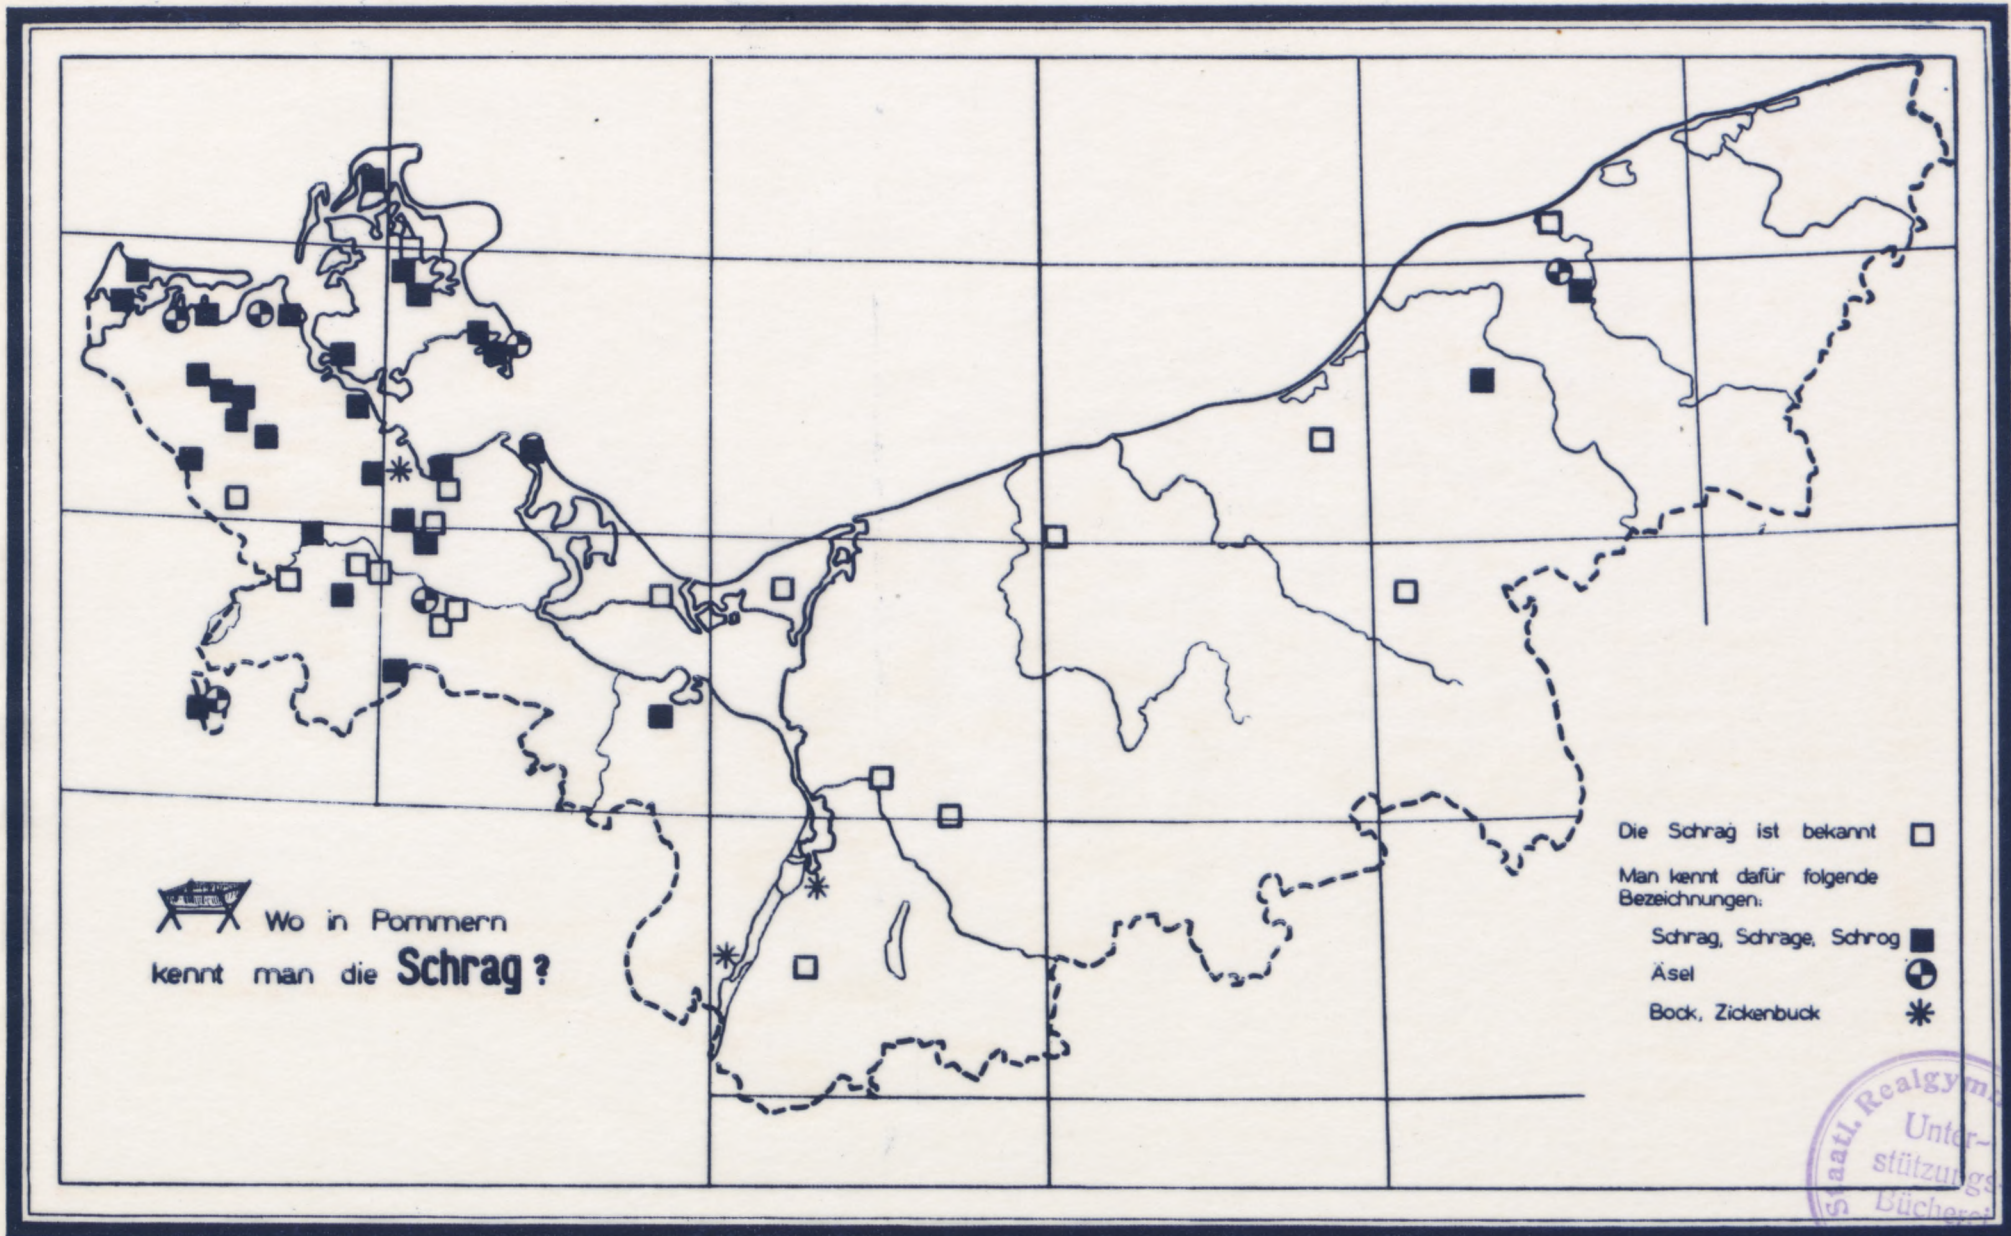 Wo in Pommern
kennt man die Schrag?
Die Schrag ist bekannt
Man kennt dafür folgende
Bezeichnungen:
Schrag, Schrage, Schrog
Äsel
Bock, Zickenbuck
Staatl. Realgym
Unter-
stützungs
Bücherei